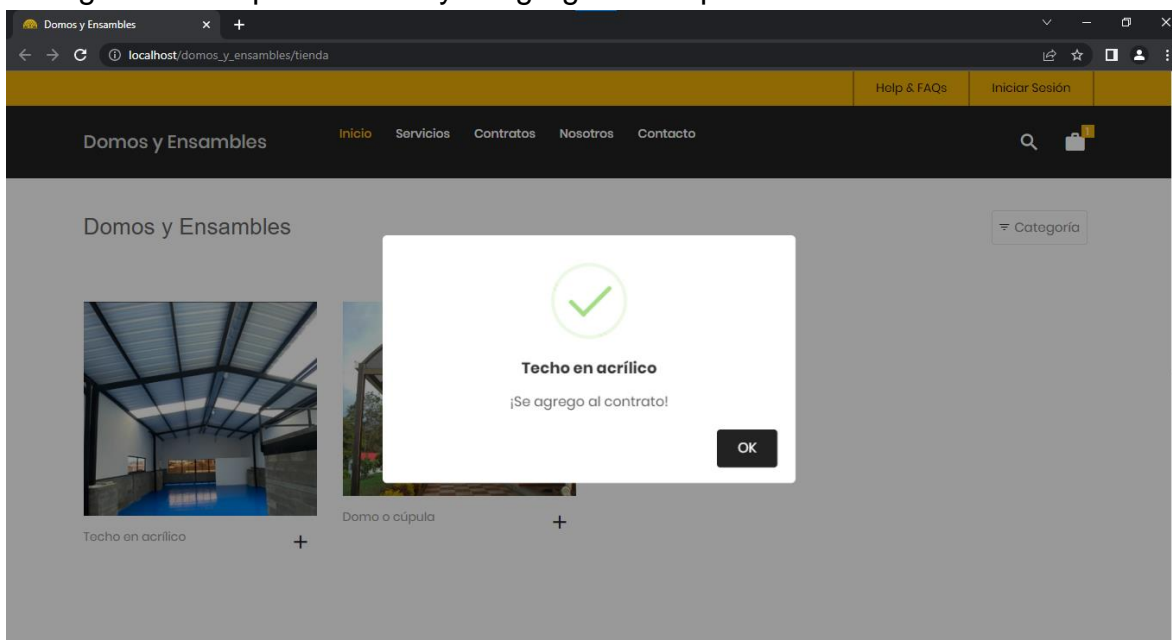 Domos y Ensambles
localhost/domos_y_ensambles/tienda
Help & FAQs Iniciar Sesión
Domos y Ensambles Inicio Servicios Contratos Nosotros Contacto 1
Domos y Ensambles Categoría
Techo en acrílico
¡Se agrego al contrato!
OK
Domo o cúpula
Techo en acrílico